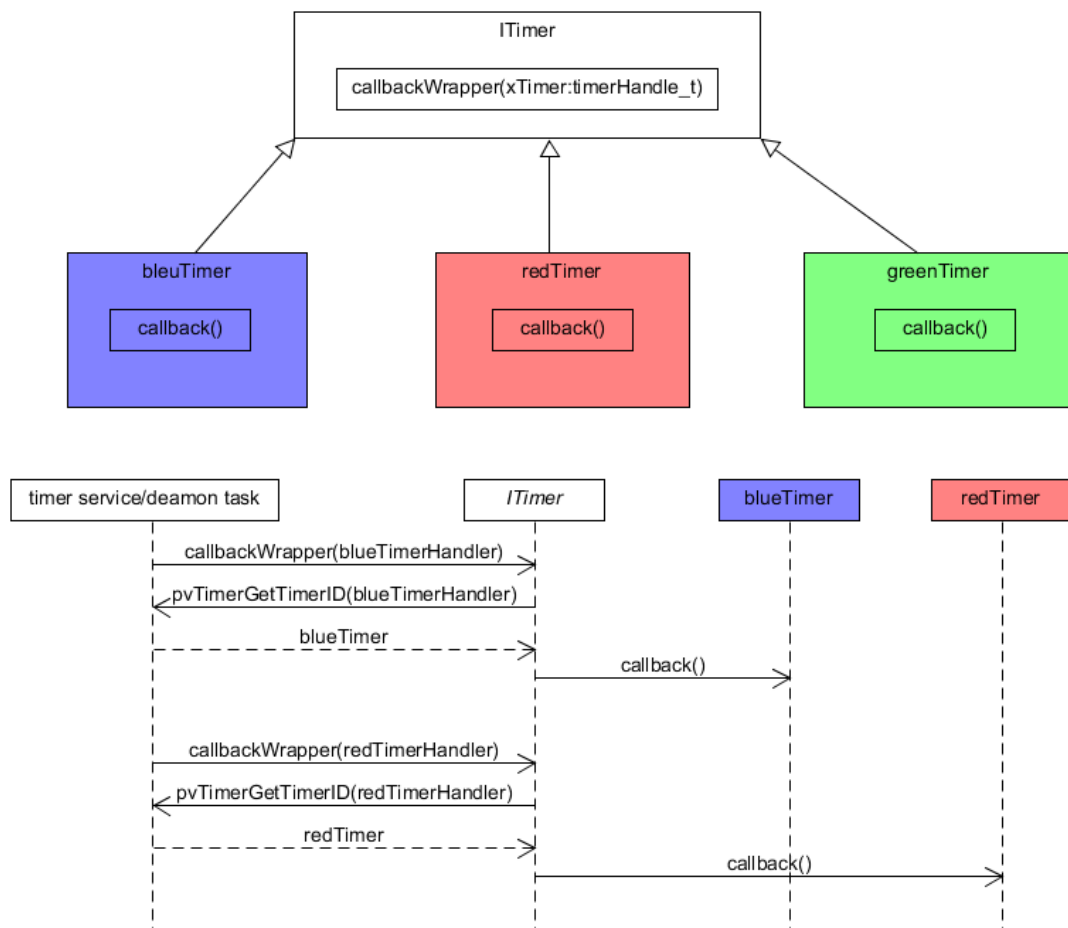 ITimer
callbackWrapper(xTimer:timerHandle_t)
bleuTimer
redTimer
greenTimer
callback()
callback()
callback()
timer service/deamon task
ITimer
blueTimer
redTimer
callbackWrapper(blueTimerHandler)
pvTimerGetTimerID(blueTimerHandler)
blueTimer
callback()
callbackWrapper(redTimerHandler)
pvTimerGetTimerID(redTimerHandler)
redTimer
callback()